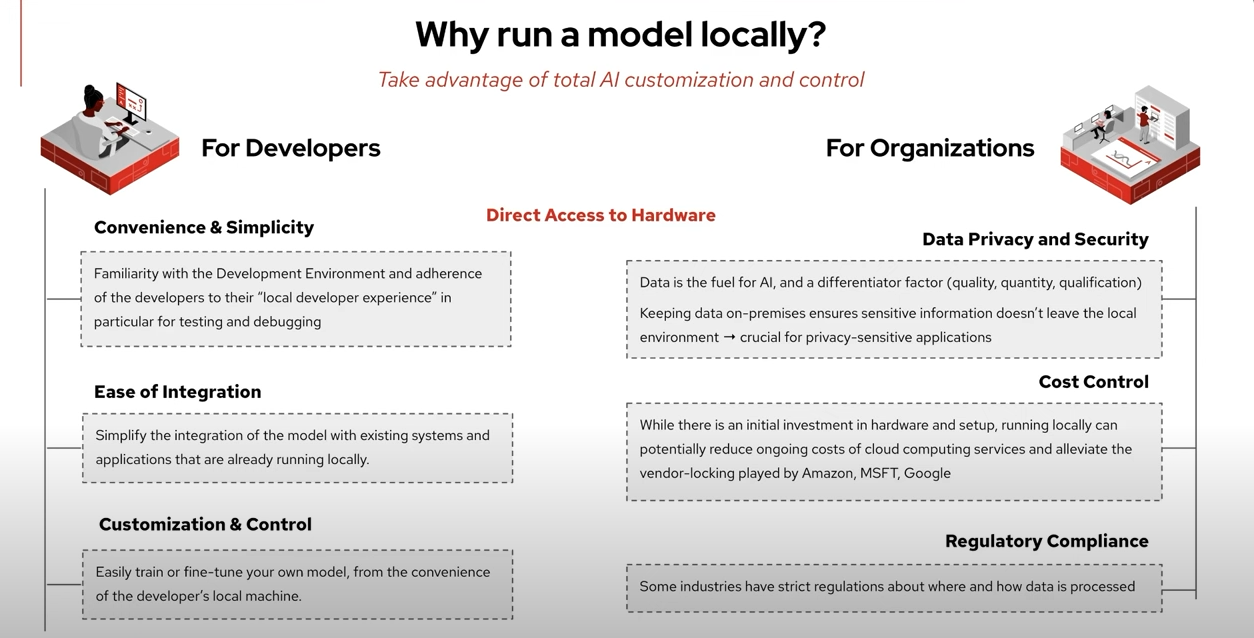 Why run a model locally?
Take advantage of total AI customization and control
For Developers
For Organizations
Direct Access to Hardware
Convenience & Simplicity
Familiarity with the Development Environment and adherence
of the developers to their “local developer experience” in
particular for testing and debugging
Ease of Integration
Simplify the integration of the model with existing systems and
applications that are already running locally.
Customization & Control
Easily train or fine-tune your own model, from the convenience
of the developer’s local machine.
Data Privacy and Security
Data is the fuel for AI, and a differentiator factor (quality, quantity, qualification)
Keeping data on-premises ensures sensitive information doesn’t leave the local
environment → crucial for privacy-sensitive applications
Cost Control
While there is an initial investment in hardware and setup, running locally can
potentially reduce ongoing costs of cloud computing services and alleviate the
vendor-locking played by Amazon, MSFT, Google
Regulatory Compliance
Some industries have strict regulations about where and how data is processed